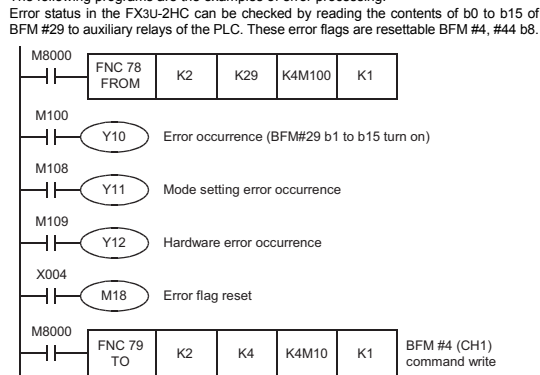 The following programs are the examples of error processing.
Error status in the FX3U-2HC can be checked by reading the contents of b0 to b15 of
BFM #29 to auxiliary relays of the PLC. These error flags are resettable BFM #4, #44 b8.
M8000
FNC 78 FROM K2 K29 K4M100 K1
M100
Y10 Error occurrence (BFM#29 b1 to b15 turn on)
M108
Y11 Mode setting error occurrence
M109
Y12 Hardware error occurrence
X004
M18 Error flag reset
M8000
FNC 79 TO K2 K4 K4M10 K1 BFM #4 (CH1) command write